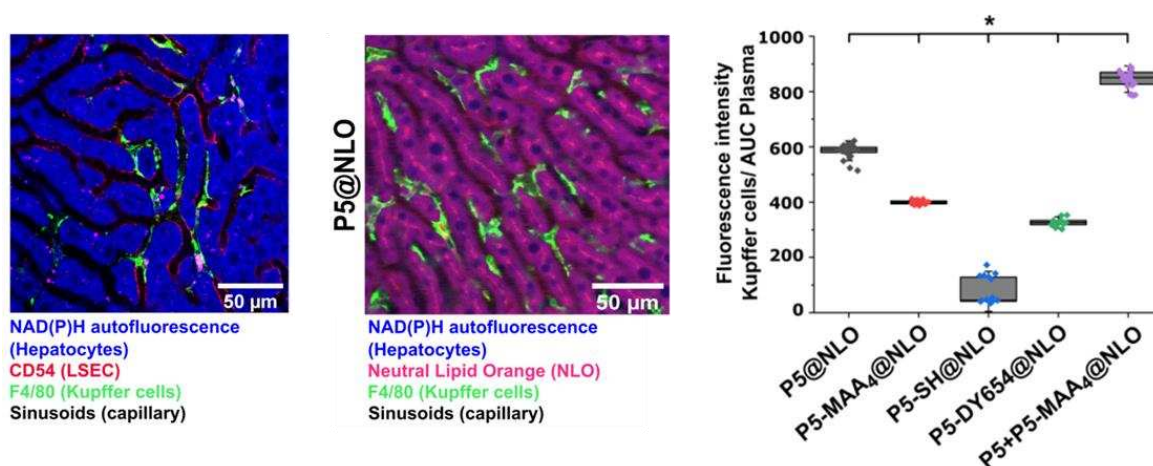 50 µm
NAD(P)H autofluorescence
(Hepatocytes)
CD54 (LSEC)
F4/80 (Kupffer cells)
Sinusoids (capillary)
P5@NLO
50 µm
NAD(P)H autofluorescence
(Hepatocytes)
Neutral Lipid Orange (NLO)
F4/80 (Kupffer cells)
Sinusoids (capillary)
*
Fluorescence intensity
Kupffer cells/ AUC Plasma
1000
800
600
400
200
100
0
P5@NLO
P5-MAA₄@NLO
P5-SH@NLO
P5-DY654@NLO
P5+P5-MAA₄@NLO